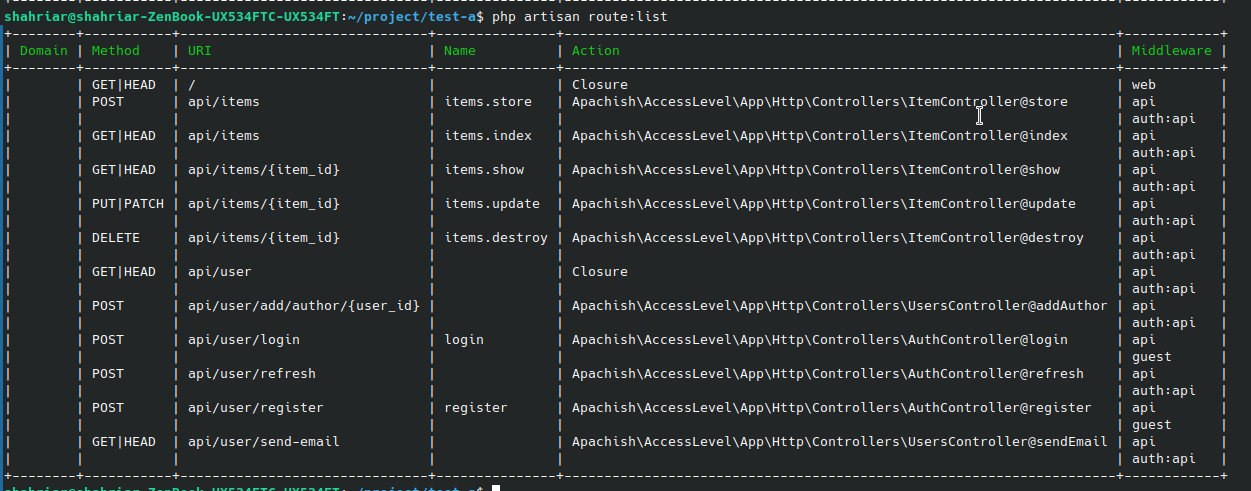 shahriar@shahriar-ZenBook-UX534FTC-UX534FT:~/project/test-a$ php artisan route:list
+--------+-----------+------------------------------+---------------+---------------------------------------------------------------------+------------+
| Domain | Method    | URI                          | Name          | Action                                                              | Middleware |
+--------+-----------+------------------------------+---------------+---------------------------------------------------------------------+------------+
|        | GET|HEAD  | /                            |               | Closure                                                             | web        |
|        | POST      | api/items                    | items.store   | Apachish\AccessLevel\App\Http\Controllers\ItemController@store      | api        |
|        |           |                              |               |                                                                     | auth:api   |
|        | GET|HEAD  | api/items                    | items.index   | Apachish\AccessLevel\App\Http\Controllers\ItemController@index      | api        |
|        |           |                              |               |                                                                     | auth:api   |
|        | GET|HEAD  | api/items/{item_id}          | items.show    | Apachish\AccessLevel\App\Http\Controllers\ItemController@show       | api        |
|        |           |                              |               |                                                                     | auth:api   |
|        | PUT|PATCH | api/items/{item_id}          | items.update  | Apachish\AccessLevel\App\Http\Controllers\ItemController@update     | api        |
|        |           |                              |               |                                                                     | auth:api   |
|        | DELETE    | api/items/{item_id}          | items.destroy | Apachish\AccessLevel\App\Http\Controllers\ItemController@destroy    | api        |
|        |           |                              |               |                                                                     | auth:api   |
|        | GET|HEAD  | api/user                     |               | Closure                                                             | api        |
|        |           |                              |               |                                                                     | auth:api   |
|        | POST      | api/user/add/author/{user_id} |               | Apachish\AccessLevel\App\Http\Controllers\UsersController@addAuthor | api        |
|        |           |                              |               |                                                                     | auth:api   |
|        | POST      | api/user/login               | login         | Apachish\AccessLevel\App\Http\Controllers\AuthController@login      | api        |
|        |           |                              |               |                                                                     | guest      |
|        | POST      | api/user/refresh             |               | Apachish\AccessLevel\App\Http\Controllers\AuthController@refresh    | api        |
|        |           |                              |               |                                                                     | auth:api   |
|        | POST      | api/user/register            | register      | Apachish\AccessLevel\App\Http\Controllers\AuthController@register   | api        |
|        |           |                              |               |                                                                     | guest      |
|        | GET|HEAD  | api/user/send-email          |               | Apachish\AccessLevel\App\Http\Controllers\UsersController@sendEmail | api        |
|        |           |                              |               |                                                                     | auth:api   |
+--------+-----------+------------------------------+---------------+---------------------------------------------------------------------+------------+
shahriar@shahriar-ZenBook-UX534FTC-UX534FT:~/project/test-a$